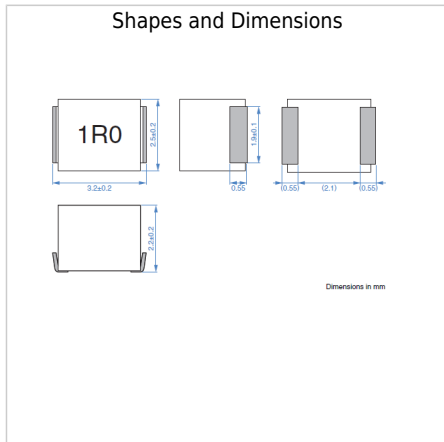 Shapes and Dimensions
1R0
2.5±0.2
3.2±0.2
1.9±0.1
0.55
(0.55)
(2.1)
(0.55)
2.2±0.2
Dimensions in mm